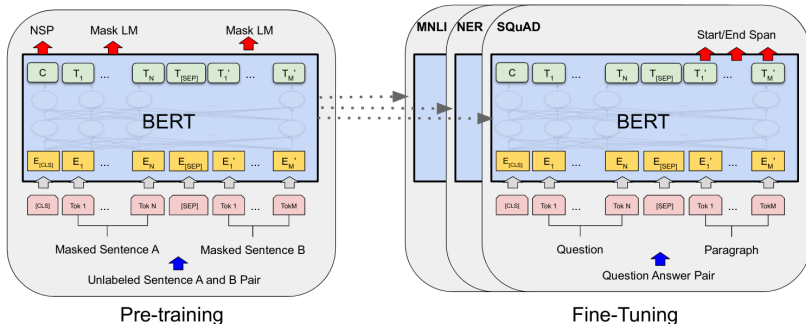 NSP Mask LM Mask LM
C T1 ... TN T[SEP] T1' ... TM'
BERT
E[CLS] E1 ... EN E[SEP] E1' ... EM'
[CLS] Tok 1 ... Tok N [SEP] Tok 1 ... TokM
Masked Sentence A Masked Sentence B
Unlabeled Sentence A and B Pair
Pre-training
MNLI NER SQuAD
Start/End Span
C T1 ... TN T[SEP] T1' ... TM'
BERT
E[CLS] E1 ... EN E[SEP] E1' ... EM'
[CLS] Tok 1 ... Tok N [SEP] Tok 1 ... TokM
Question Paragraph
Question Answer Pair
Fine-Tuning